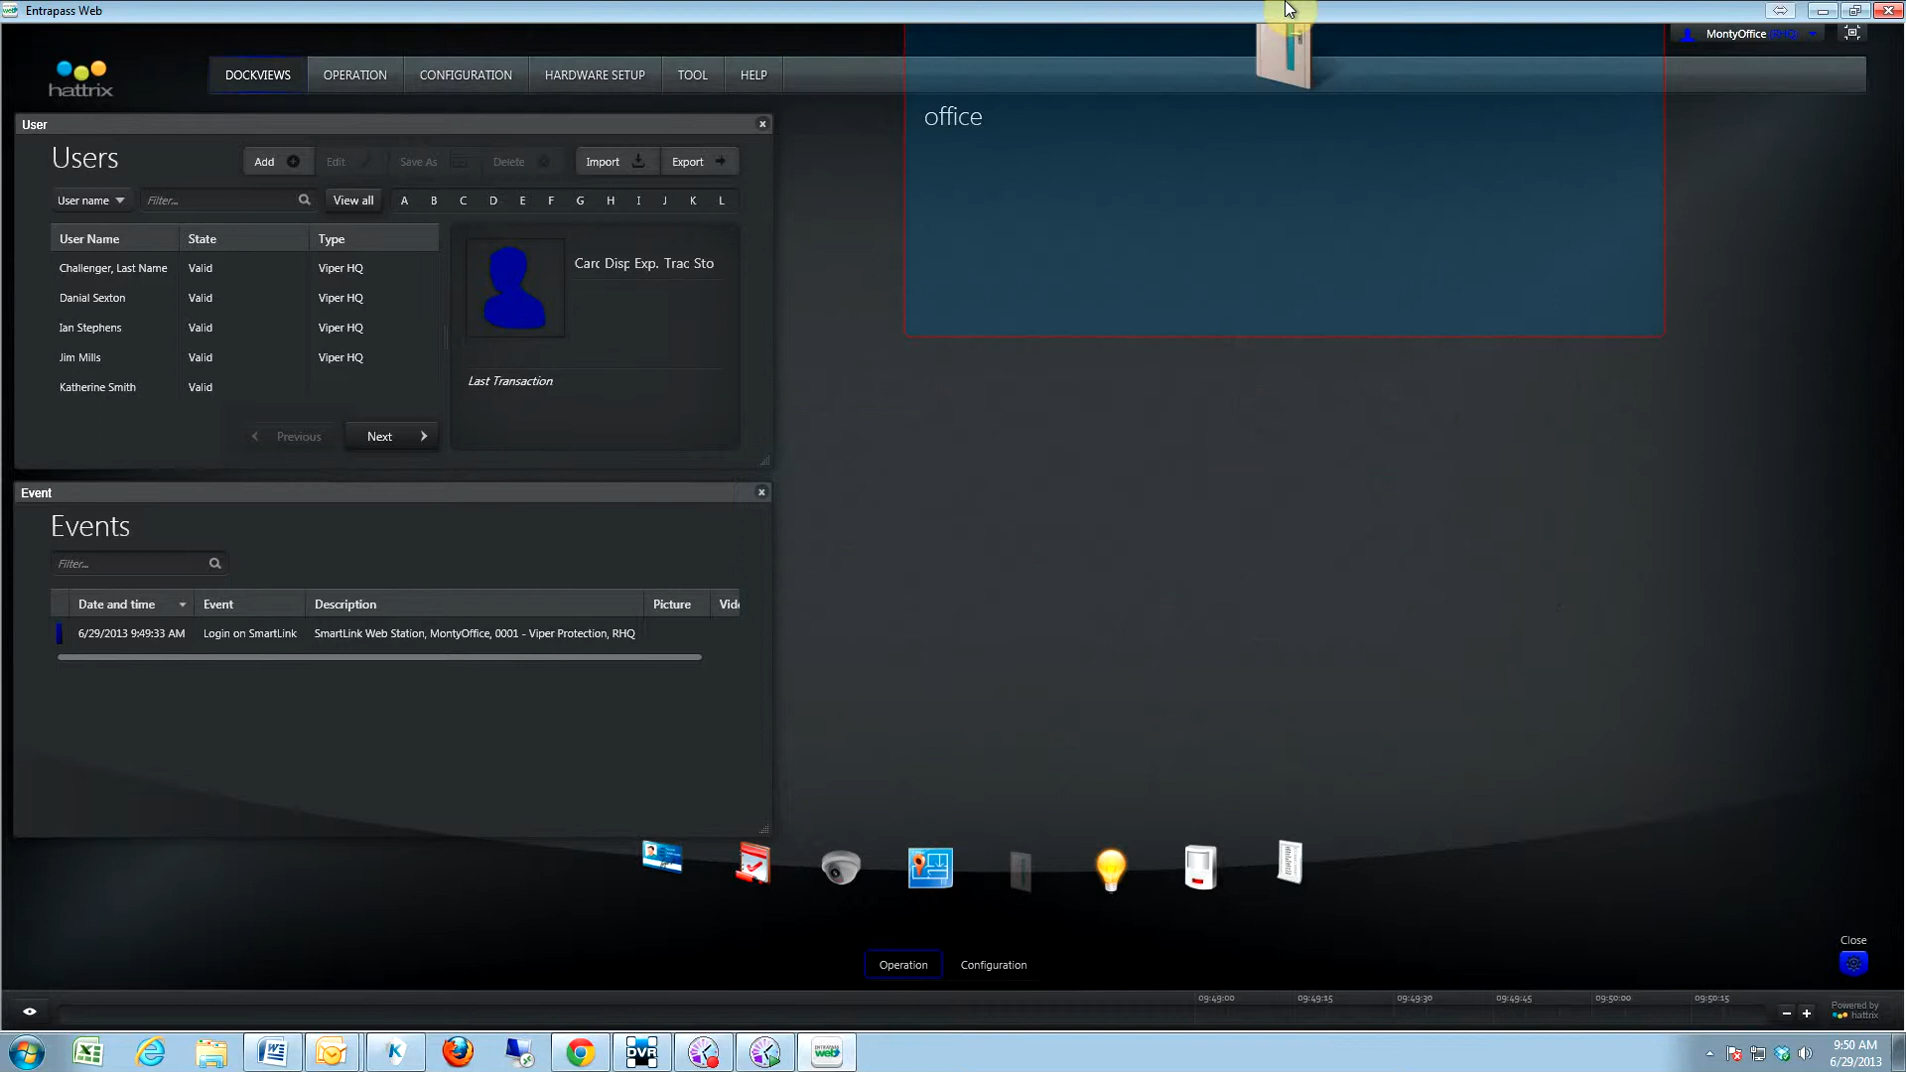 Entrapass Web
MontyOffice (RHQ)
hattrix
DOCKVIEWS OPERATION CONFIGURATION HARDWARE SETUP TOOL HELP
office
User
Users
Add Edit Save As Delete Import Export
User name Filter... View all A B C D E F G H I J K L
User Name State Type
Challenger, Last Name Valid Viper HQ
Danial Sexton Valid Viper HQ
Ian Stephens Valid Viper HQ
Jim Mills Valid Viper HQ
Katherine Smith Valid
Carc Disp Exp. Trac Sto
Last Transaction
Previous Next
Event
Events
Filter...
Date and time Event Description Picture Vid
6/29/2013 9:49:33 AM Login on SmartLink SmartLink Web Station, MontyOffice, 0001 - Viper Protection, RHQ
Close
Operation Configuration
09:49:00 09:49:15 09:49:30 09:49:45 09:50:00 09:50:15
Powered by
hattrix
W K DVR ENTRAPASS web
9:50 AM
6/29/2013